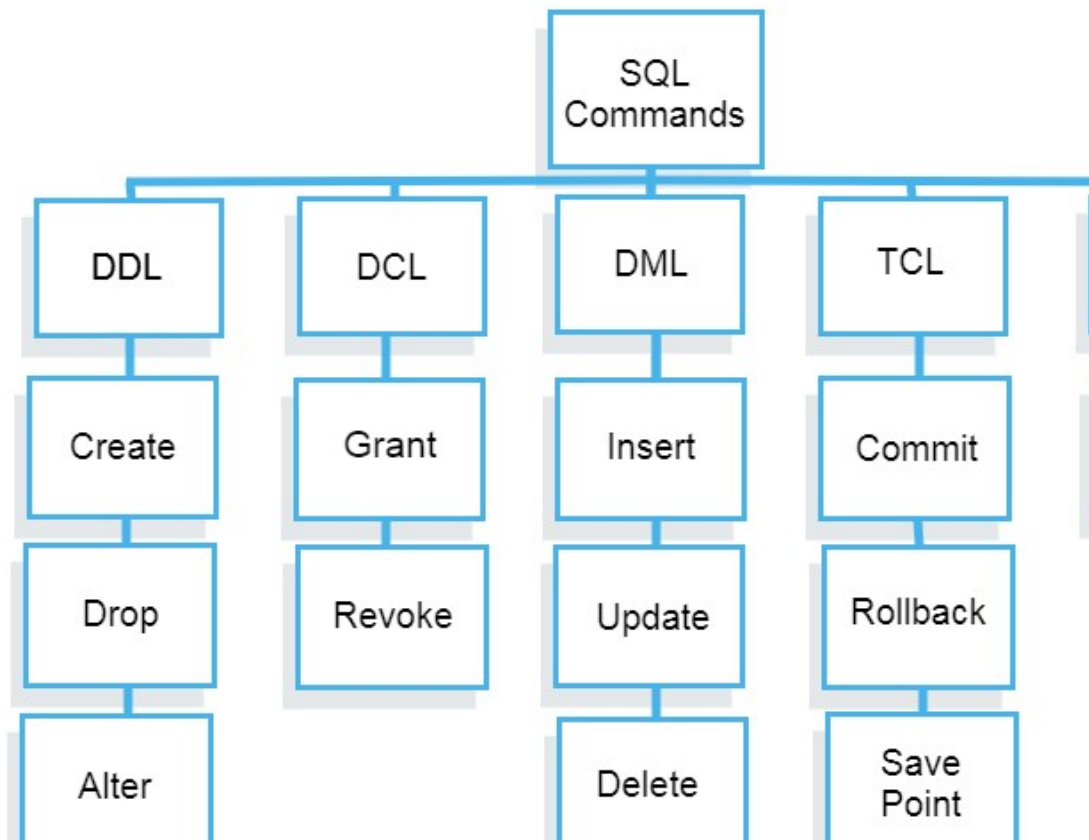 SQL
Commands
DDL
DCL
DML
TCL
Create
Grant
Insert
Commit
Drop
Revoke
Update
Rollback
Alter
Delete
Save
Point